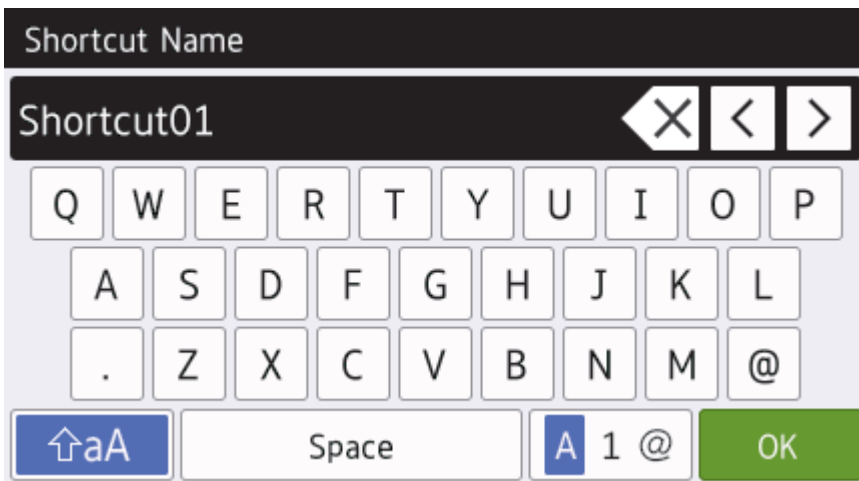 Shortcut Name
Shortcut01
Q W E R T Y U I O P
A S D F G H J K L
. Z X C V B N M @
aA Space A 1 @ OK